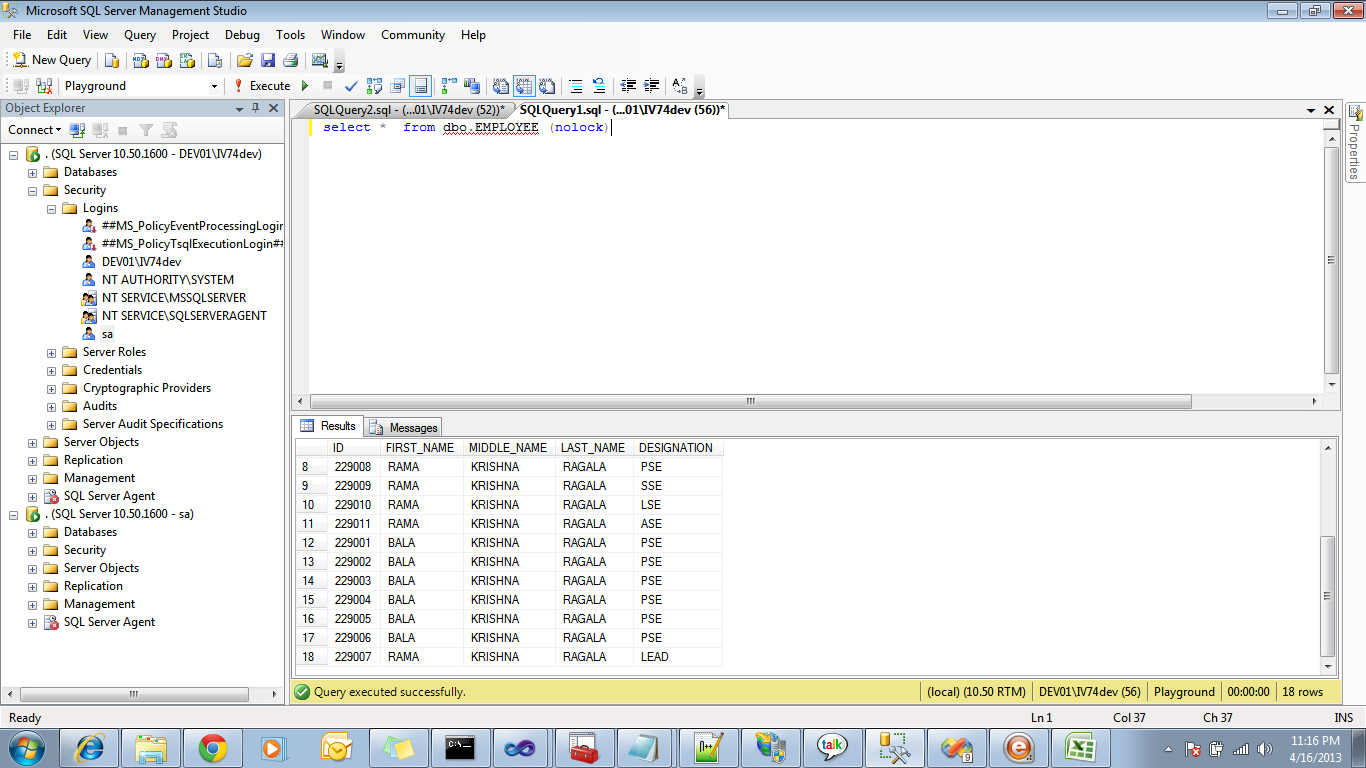 Microsoft SQL Server Management Studio
File Edit View Query Project Debug Tools Window Community Help
New Query
Playground Execute
Object Explorer
Connect
. (SQL Server 10.50.1600 - DEV01\IV74dev)
Databases
Security
Logins
##MS_PolicyEventProcessingLogin
##MS_PolicyTsqlExecutionLogin##
DEV01\IV74dev
NT AUTHORITY\SYSTEM
NT SERVICE\MSSQLSERVER
NT SERVICE\SQLSERVERAGENT
sa
Server Roles
Credentials
Cryptographic Providers
Audits
Server Audit Specifications
Server Objects
Replication
Management
SQL Server Agent
. (SQL Server 10.50.1600 - sa)
Databases
Security
Server Objects
Replication
Management
SQL Server Agent
SQLQuery2.sql - (...01\IV74dev (52))* SQLQuery1.sql - (...01\IV74dev (56))*
select * from dbo.EMPLOYEE (nolock)
Properties
Results Messages
ID FIRST_NAME MIDDLE_NAME LAST_NAME DESIGNATION
8 229008 RAMA KRISHNA RAGALA PSE
9 229009 RAMA KRISHNA RAGALA SSE
10 229010 RAMA KRISHNA RAGALA LSE
11 229011 RAMA KRISHNA RAGALA ASE
12 229001 BALA KRISHNA RAGALA PSE
13 229002 BALA KRISHNA RAGALA PSE
14 229003 BALA KRISHNA RAGALA PSE
15 229004 BALA KRISHNA RAGALA PSE
16 229005 BALA KRISHNA RAGALA PSE
17 229006 BALA KRISHNA RAGALA PSE
18 229007 RAMA KRISHNA RAGALA LEAD
Query executed successfully. (local) (10.50 RTM) DEV01\IV74dev (56) Playground 00:00:00 18 rows
Ready Ln 1 Col 37 Ch 37 INS
talk
9
11:16 PM
4/16/2013